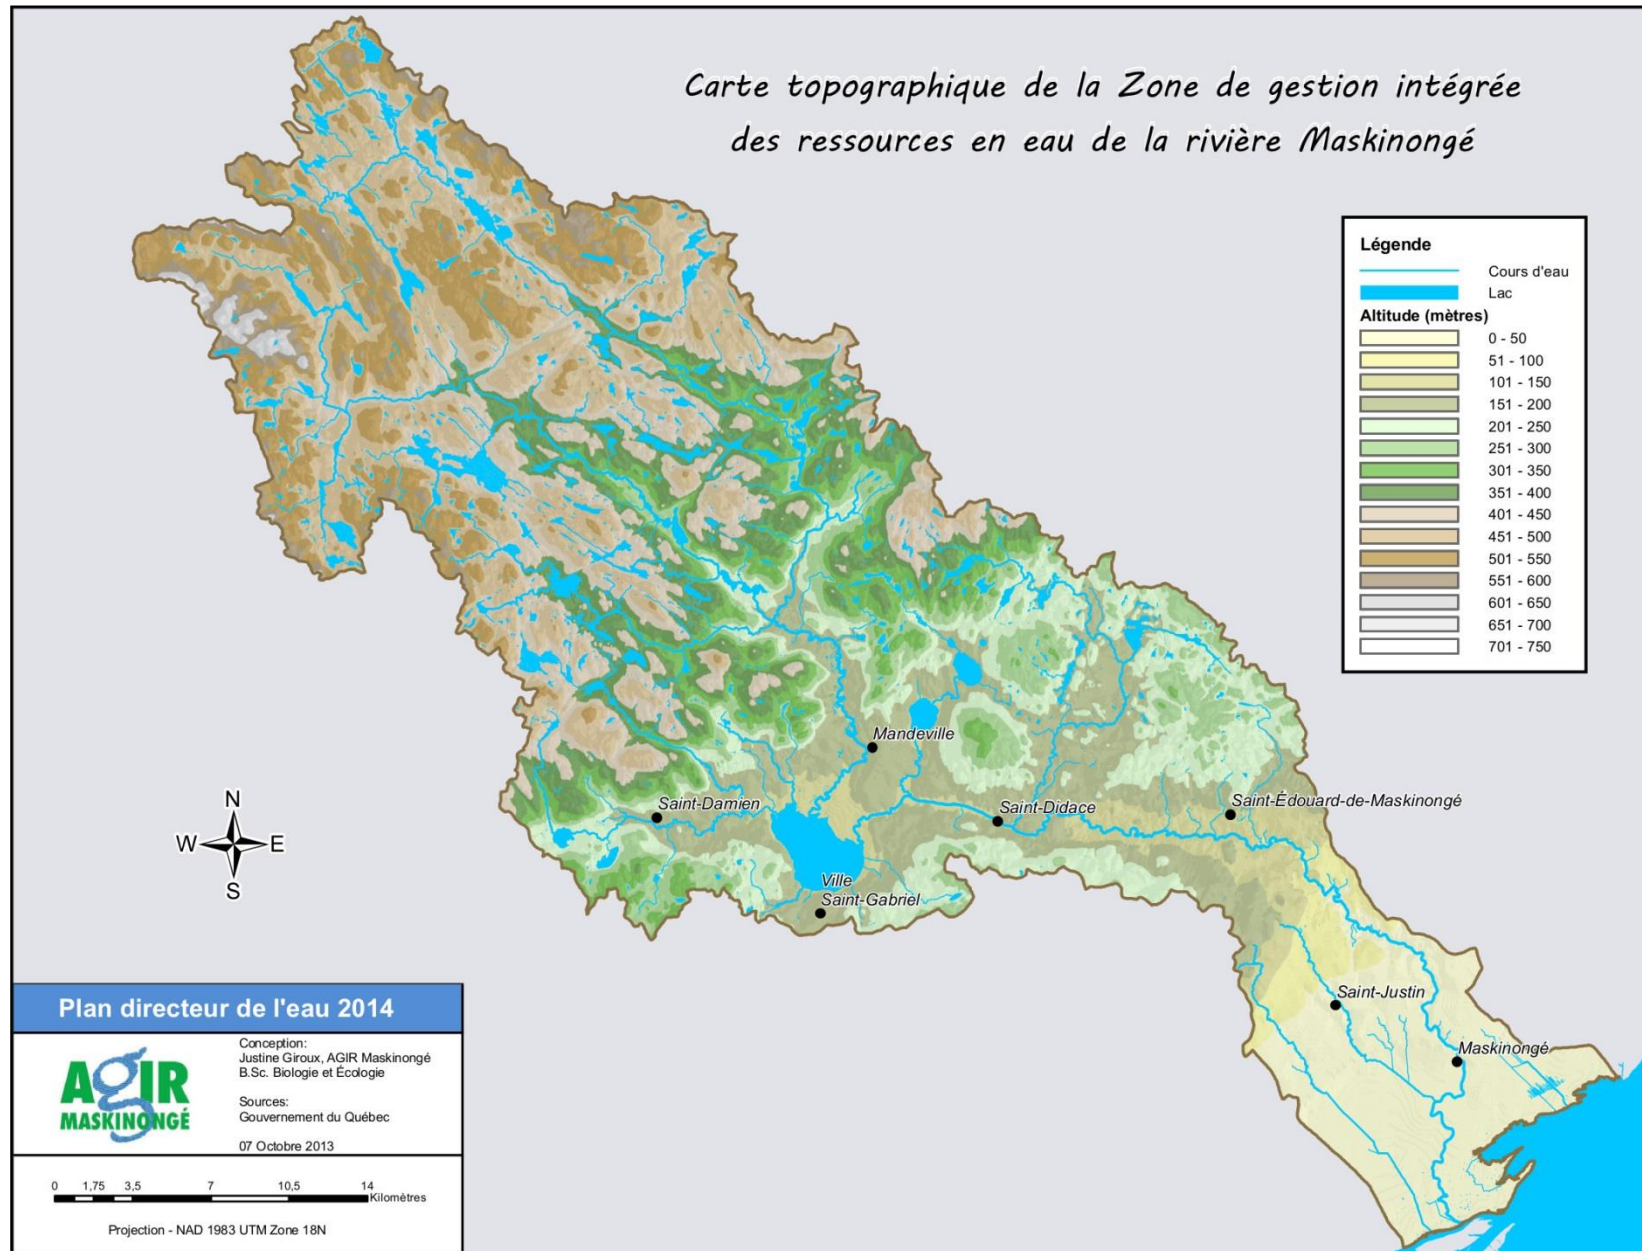 Carte topographique de la Zone de gestion intégrée
des ressources en eau de la rivière Maskinongé
Légende
Cours d'eau
Lac
Altitude (mètres)
0 - 50
51 - 100
101 - 150
151 - 200
201 - 250
251 - 300
301 - 350
351 - 400
401 - 450
451 - 500
501 - 550
551 - 600
601 - 650
651 - 700
701 - 750
Mandeville
Saint-Damien
Saint-Didace
Saint-Édouard-de-Maskinongé
Ville
Saint-Gabriel
Saint-Justin
Maskinongé
N
W E
S
Plan directeur de l'eau 2014
AGIR
MASKINONGÉ
Conception:
Justine Giroux, AGIR Maskinongé
B.Sc. Biologie et Écologie
Sources:
Gouvernement du Québec
07 Octobre 2013
0 1,75 3,5 7 10,5 14
Kilomètres
Projection - NAD 1983 UTM Zone 18N